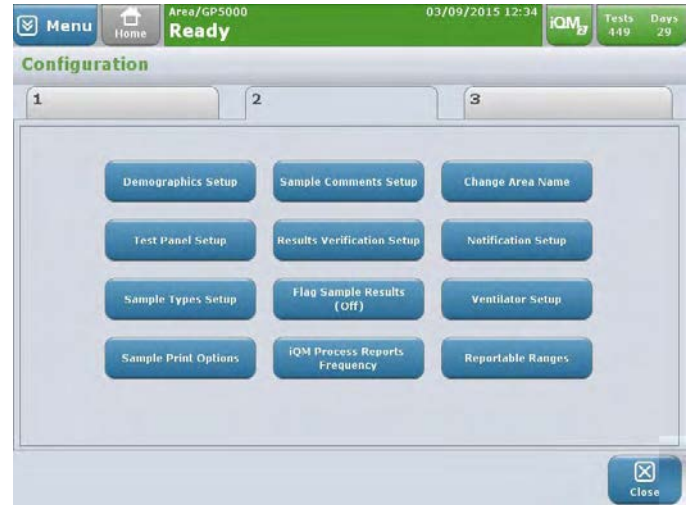 Menu
Home
Area/GP5000
Ready
03/09/2015 12:34
iQM2
Tests
449
Days
29
Configuration
1
2
3
Demographics Setup
Sample Comments Setup
Change Area Name
Test Panel Setup
Results Verification Setup
Notification Setup
Sample Types Setup
Flag Sample Results
(Off)
Ventilator Setup
Sample Print Options
iQM Process Reports
Frequency
Reportable Ranges
Close